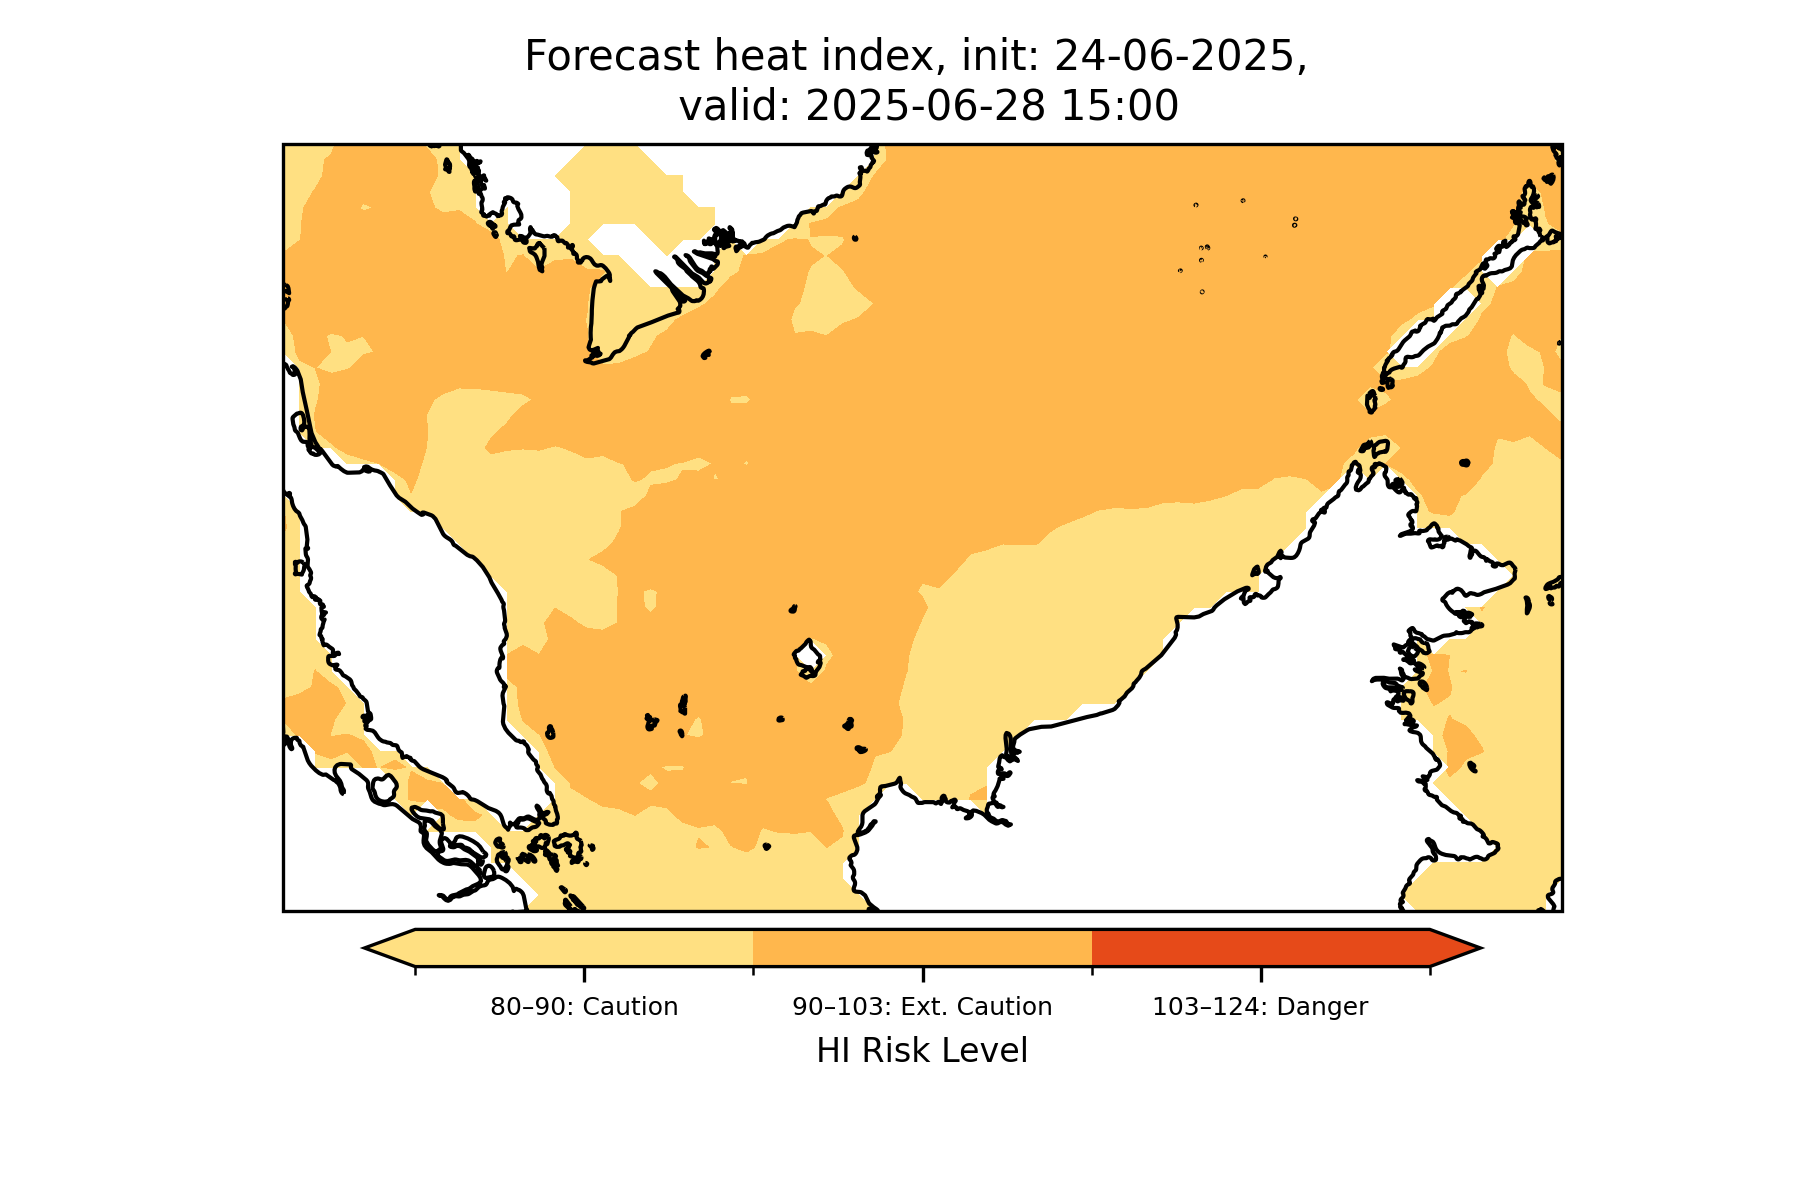 Forecast heat index, init: 24-06-2025,
valid: 2025-06-28 15:00
80–90: Caution
90–103: Ext. Caution
103–124: Danger
HI Risk Level